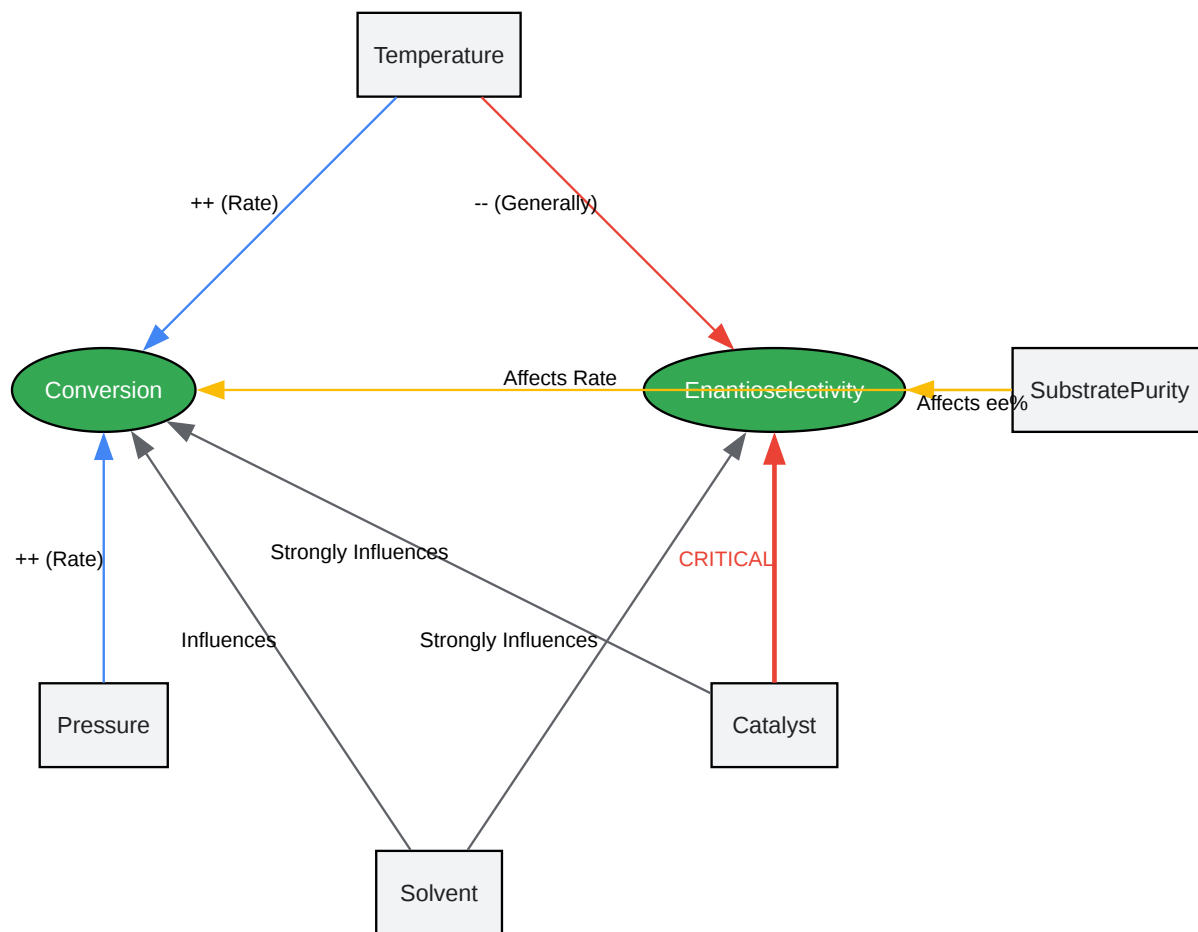 Temperature
++ (Rate)
-- (Generally)
Conversion
Affects Rate
Enantioselectivity
Affects ee%
SubstratePurity
++ (Rate)
Strongly Influences
CRITICAL
Influences
Strongly Influences
Pressure
Catalyst
Solvent